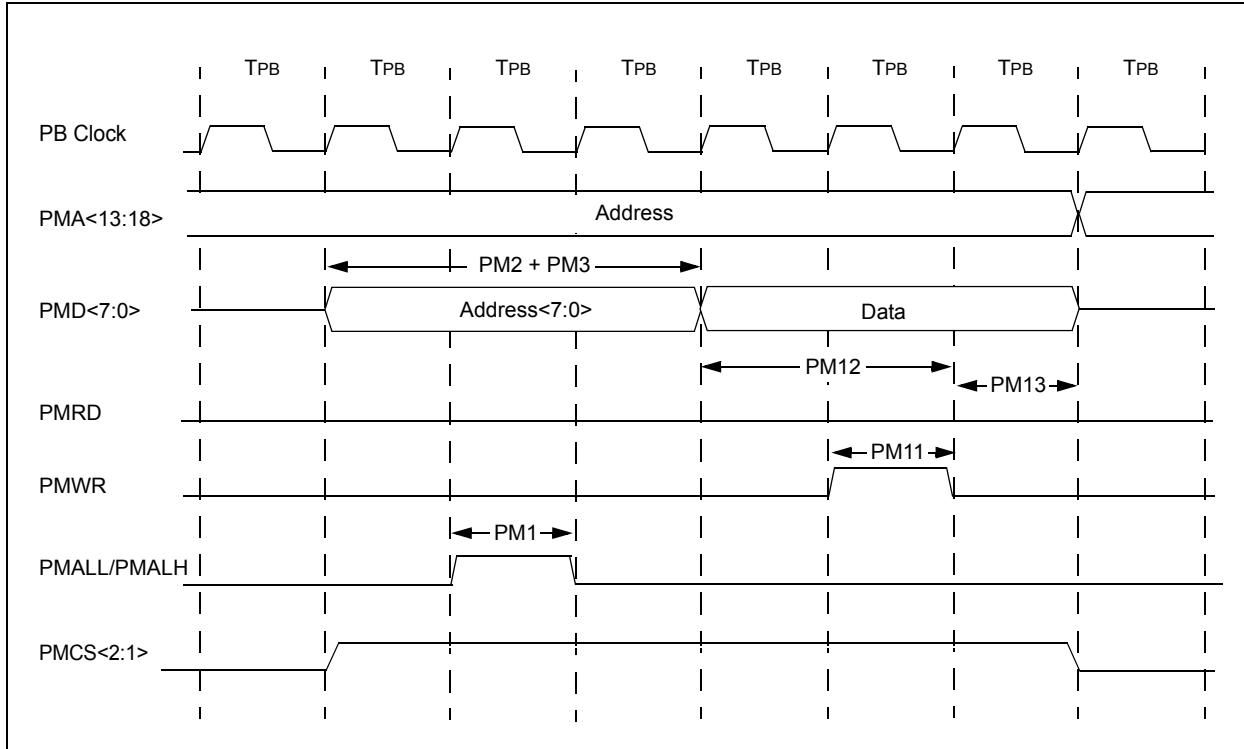 TPB TPB TPB TPB TPB TPB TPB TPB
PB Clock
PMA<13:18>
Address
PM2 + PM3
PMD<7:0>
Address<7:0>
Data
PM12
PM13
PMRD
PM11
PMWR
PM1
PMALL/PMALH
PMCS<2:1>